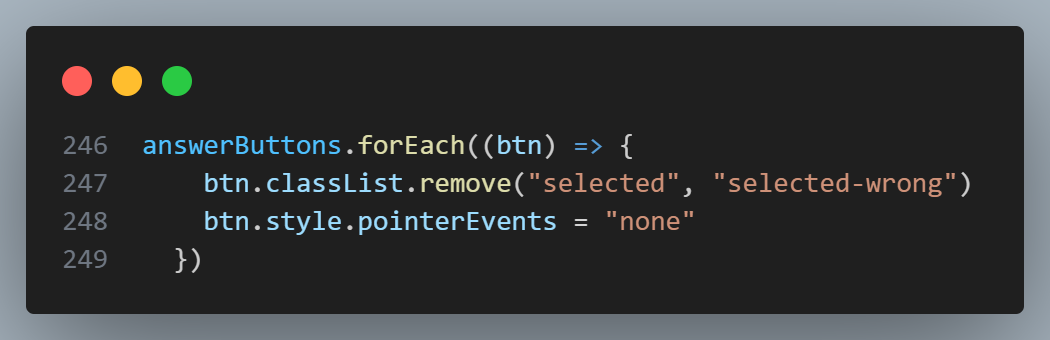 246 answerButtons.forEach((btn) => {
247     btn.classList.remove("selected", "selected-wrong")
248     btn.style.pointerEvents = "none"
249   })